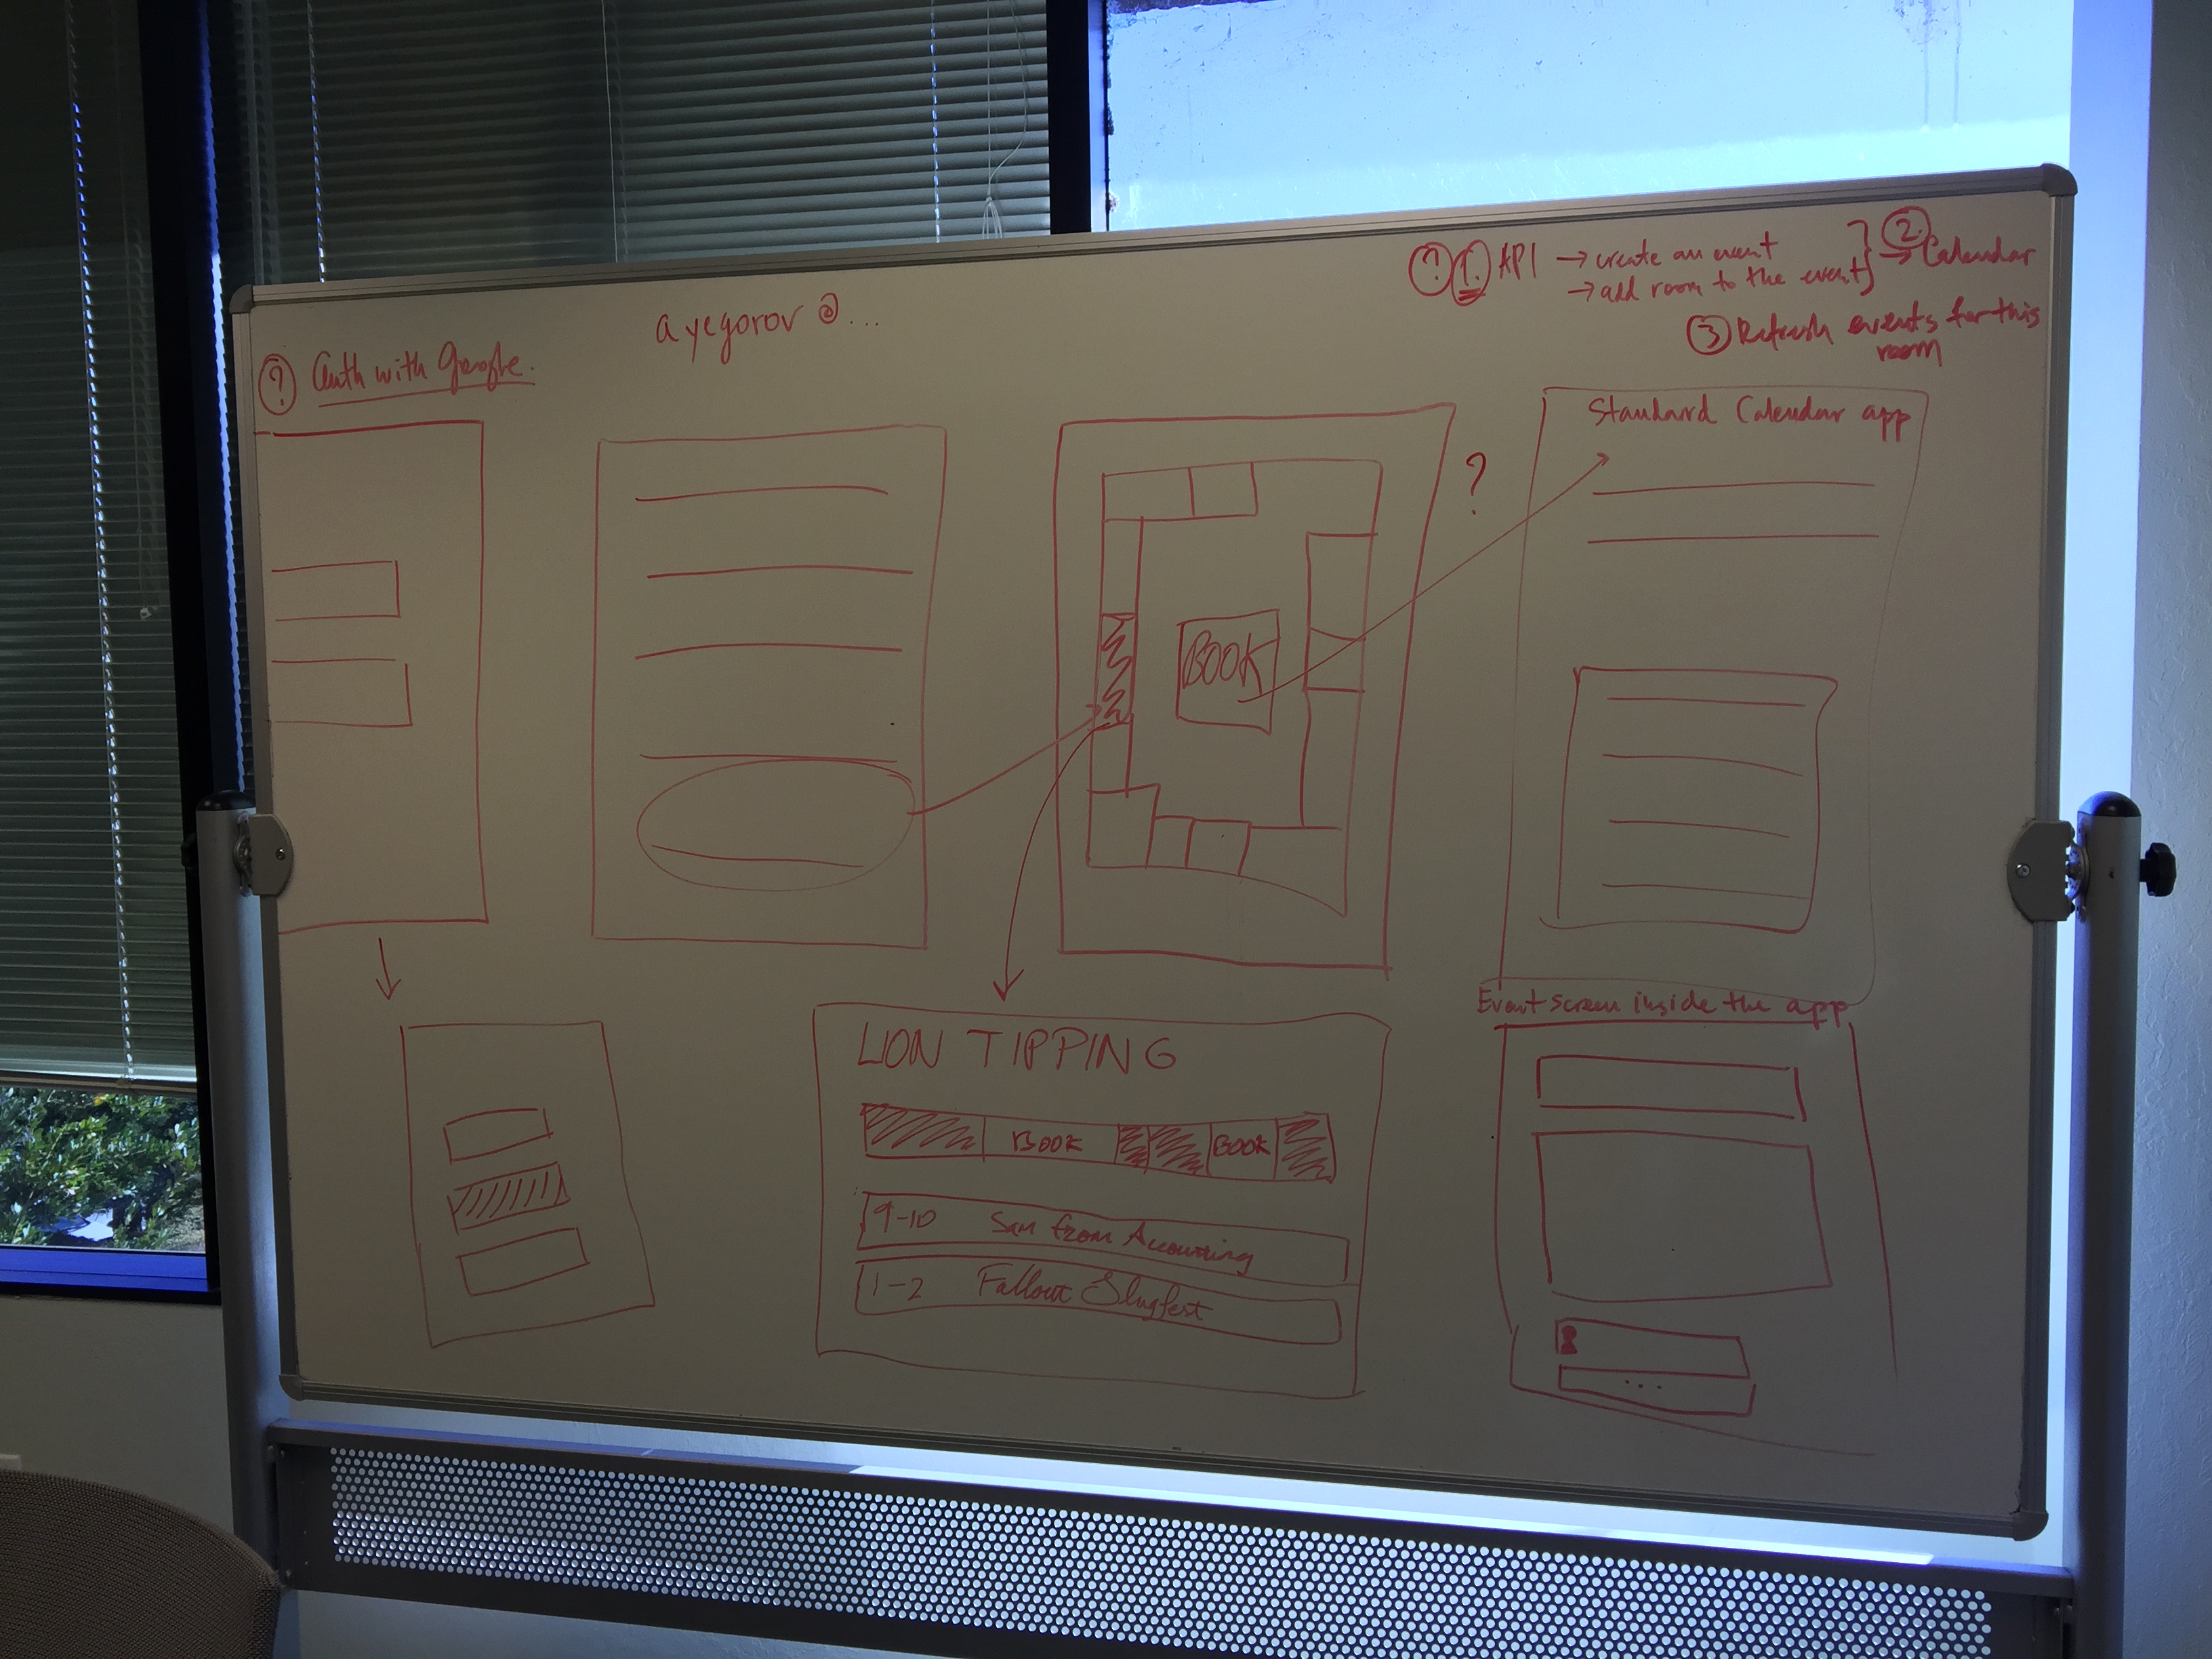 ayegorov @...
? Auth with google.
? 1. API → create an event
→ add room to the event
2. → Calendar
3 Refresh events for this
room
Standard Calendar app
?
BOOK
Event screen inside the app
LION TIPPING
BOOK BOOK
9-10 Sam from Accounting
1-2 Fallout Slugfest
...